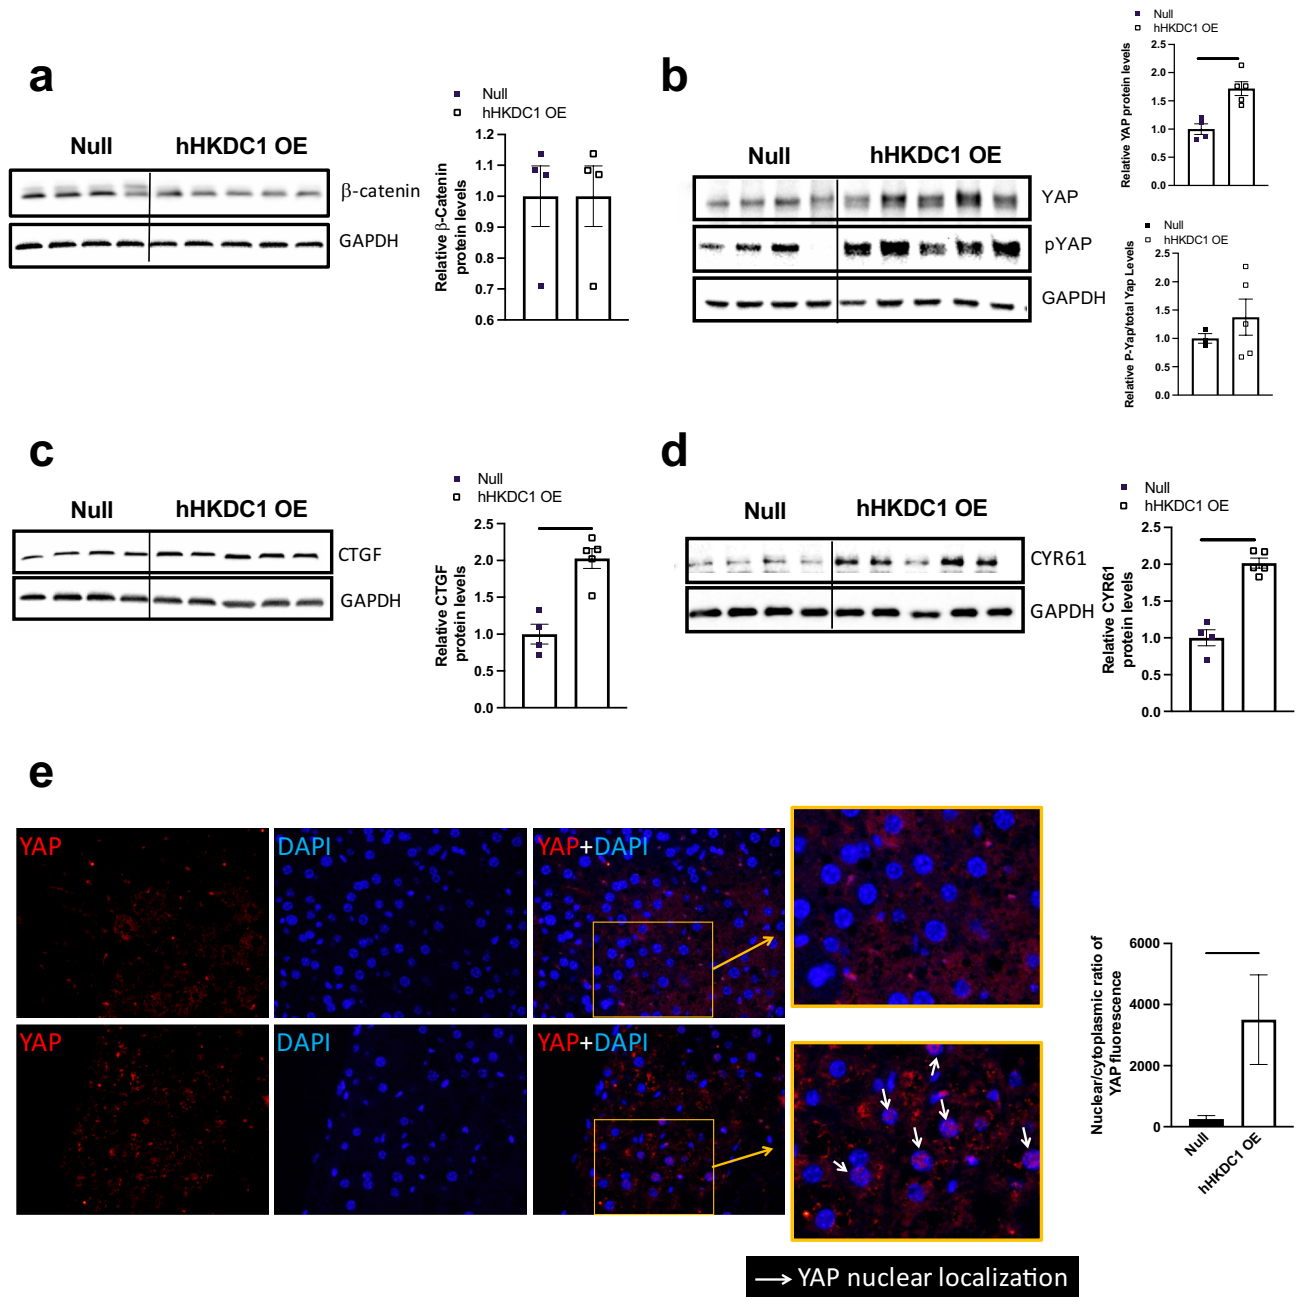 a
Null
hHKDC1 OE
β-catenin
GAPDH
Null
hHKDC1 OE
Relative β-Catenin
protein levels
1.2
1.1
1.0
0.9
0.8
0.7
0.6
b
Null
hHKDC1 OE
YAP
pYAP
GAPDH
Null
hHKDC1 OE
Relative YAP protein levels
2.5
2.0
1.5
1.0
0.5
0.0
Null
hHKDC1 OE
Relative P-Yap/total Yap Levels
2.5
2.0
1.5
1.0
0.5
0.0
c
Null
hHKDC1 OE
CTGF
GAPDH
Null
hHKDC1 OE
Relative CTGF
protein levels
2.5
2.0
1.5
1.0
0.5
0.0
d
Null
hHKDC1 OE
CYR61
GAPDH
Null
hHKDC1 OE
Relative CYR61
protein levels
2.5
2.0
1.5
1.0
0.5
0.0
e
YAP
DAPI
YAP+DAPI
YAP
DAPI
YAP+DAPI
YAP nuclear localization
Nuclear/cytoplasmic ratio of
YAP fluorescence
6000
4000
2000
0
Null
hHKDC1 OE